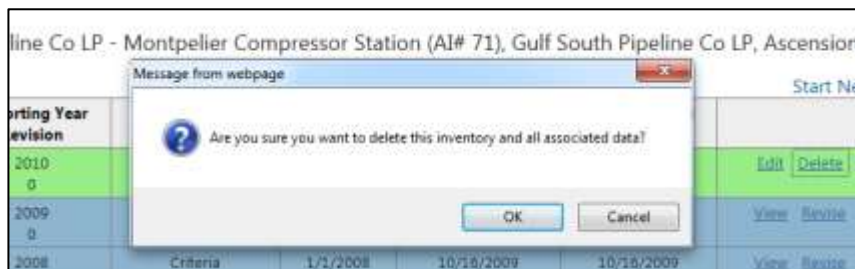 line Co LP - Montpelier Compressor Station (AI# 71), Gulf South Pipeline Co LP, Ascension
Message from webpage
Start Ne
orting Year
evision
Are you sure you want to delete this inventory and all associated data?
2010
0
Edit Delete
OK Cancel
2009
0
View Revise
2008 Criteria 1/1/2008 10/16/2009 10/16/2009 View Revise